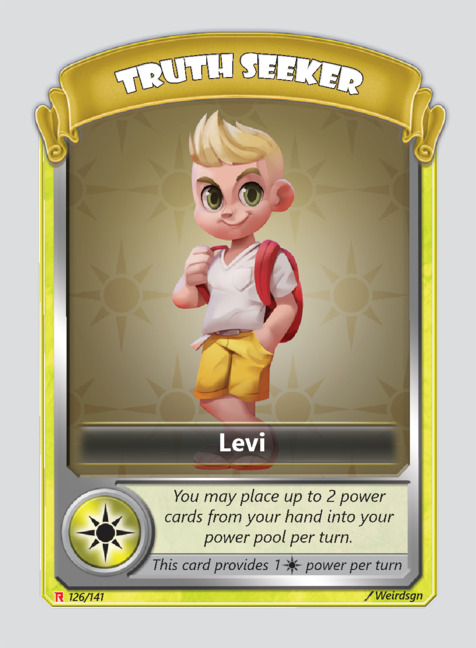 TRUTH SEEKER
Levi
You may place up to 2 power
cards from your hand into your
power pool per turn.
This card provides 1 power per turn
R 126/141
Weirdsgn